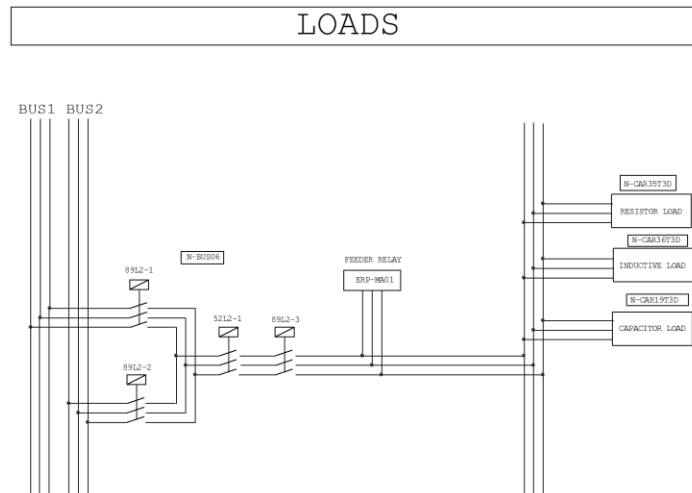 LOADS
BUS1 BUS2
N-CAR35T3D
RESISTOR LOAD
N-CAR36T3D
INDUCTIVE LOAD
N-CAR19T3D
CAPACITOR LOAD
N-BUS06
FEEDER RELAY
ERP-MA01
89L2-1
52L2-1
89L2-3
89L2-2